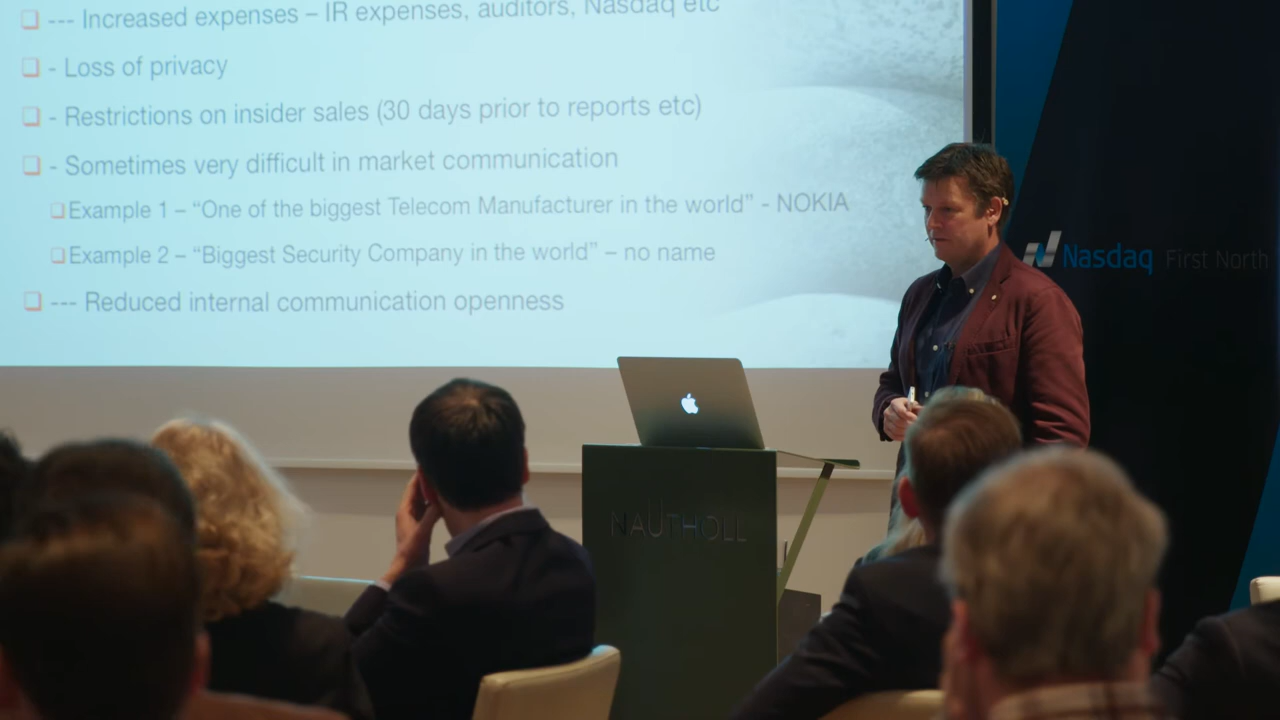 --- Increased expenses – IR expenses, auditors, Nasdaq etc
- Loss of privacy
- Restrictions on insider sales (30 days prior to reports etc)
- Sometimes very difficult in market communication
Example 1 – “One of the biggest Telecom Manufacturer in the world” - NOKIA
Example 2 – “Biggest Security Company in the world” – no name
--- Reduced internal communication openness
Nasdaq First North
NAUTHOLL